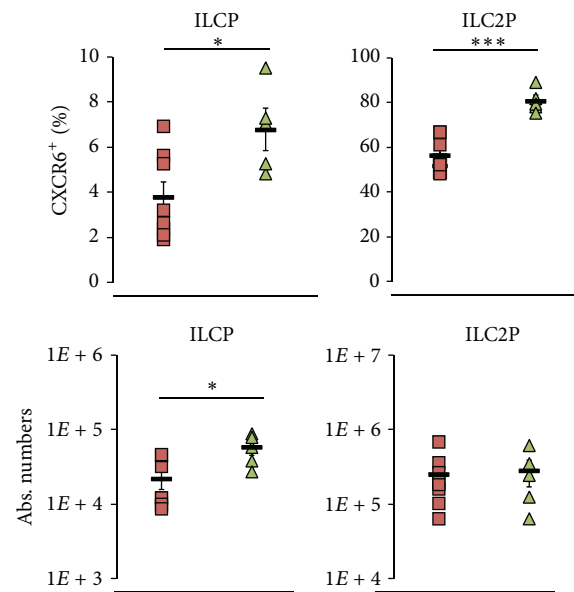 ILCP
*
10
8
6
4
2
0
CXCR6+ (%)
ILC2P
***
100
80
60
40
20
0
ILCP
*
1E + 6
1E + 5
1E + 4
1E + 3
Abs. numbers
ILC2P
1E + 7
1E + 6
1E + 5
1E + 4